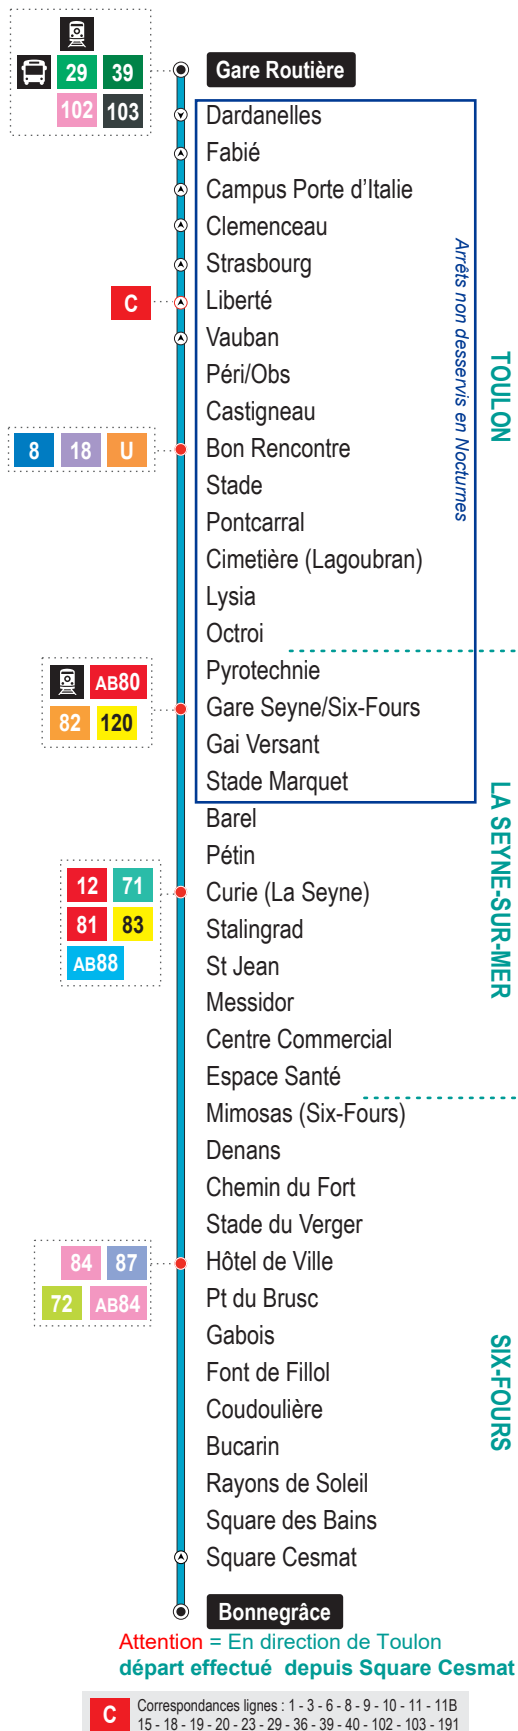 Gare Routière
29 39
102 103
Dardanelles
Fabié
Campus Porte d'Italie
Clemenceau
Strasbourg
C
Liberté
Vauban
Péri/Obs
Castigneau
8 18 U
Bon Rencontre
Stade
Pontcarral
Cimetière (Lagoubran)
Lysia
Octroi
Arrêts non desservis en Nocturnes
TOULON
Pyrotechnie
AB80
82 120
Gare Seyne/Six-Fours
Gai Versant
Stade Marquet
Barel
Pétin
12 71
81 83
AB88
Curie (La Seyne)
Stalingrad
St Jean
Messidor
Centre Commercial
Espace Santé
LA SEYNE-SUR-MER
Mimosas (Six-Fours)
Denans
Chemin du Fort
Stade du Verger
84 87
72 AB84
Hôtel de Ville
Pt du Brusc
Gabois
Font de Fillol
Coudoulière
Bucarin
Rayons de Soleil
Square des Bains
Square Cesmat
SIX-FOURS
Bonnegrâce
Attention = En direction de Toulon
départ effectué depuis Square Cesmat
C
Correspondances lignes : 1 - 3 - 6 - 8 - 9 - 10 - 11 - 11B
15 - 18 - 19 - 20 - 23 - 29 - 36 - 39 - 40 - 102 - 103 - 191